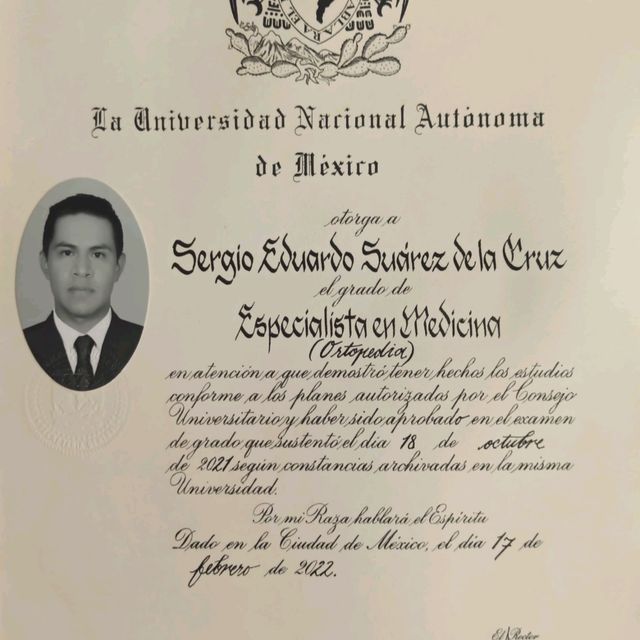 ABLARA EL
La Universidad Nacional Autónoma
de México
otorga a
Sergio Eduardo Suárez de la Cruz
el grado de
Especialista en Medicina
(Ortopedia)
en atención a que demostró tener hechos los estudios
conforme a los planes autorizados por el Consejo
Universitario y haber sido aprobado en el examen
de grado que sustentó el día 18 de octubre
de 2021 según constancias archivadas en la misma
Universidad.
Por mi Raza hablará el Espíritu
Dado en la Ciudad de México, el día 17 de
febrero de 2022.
El Rector